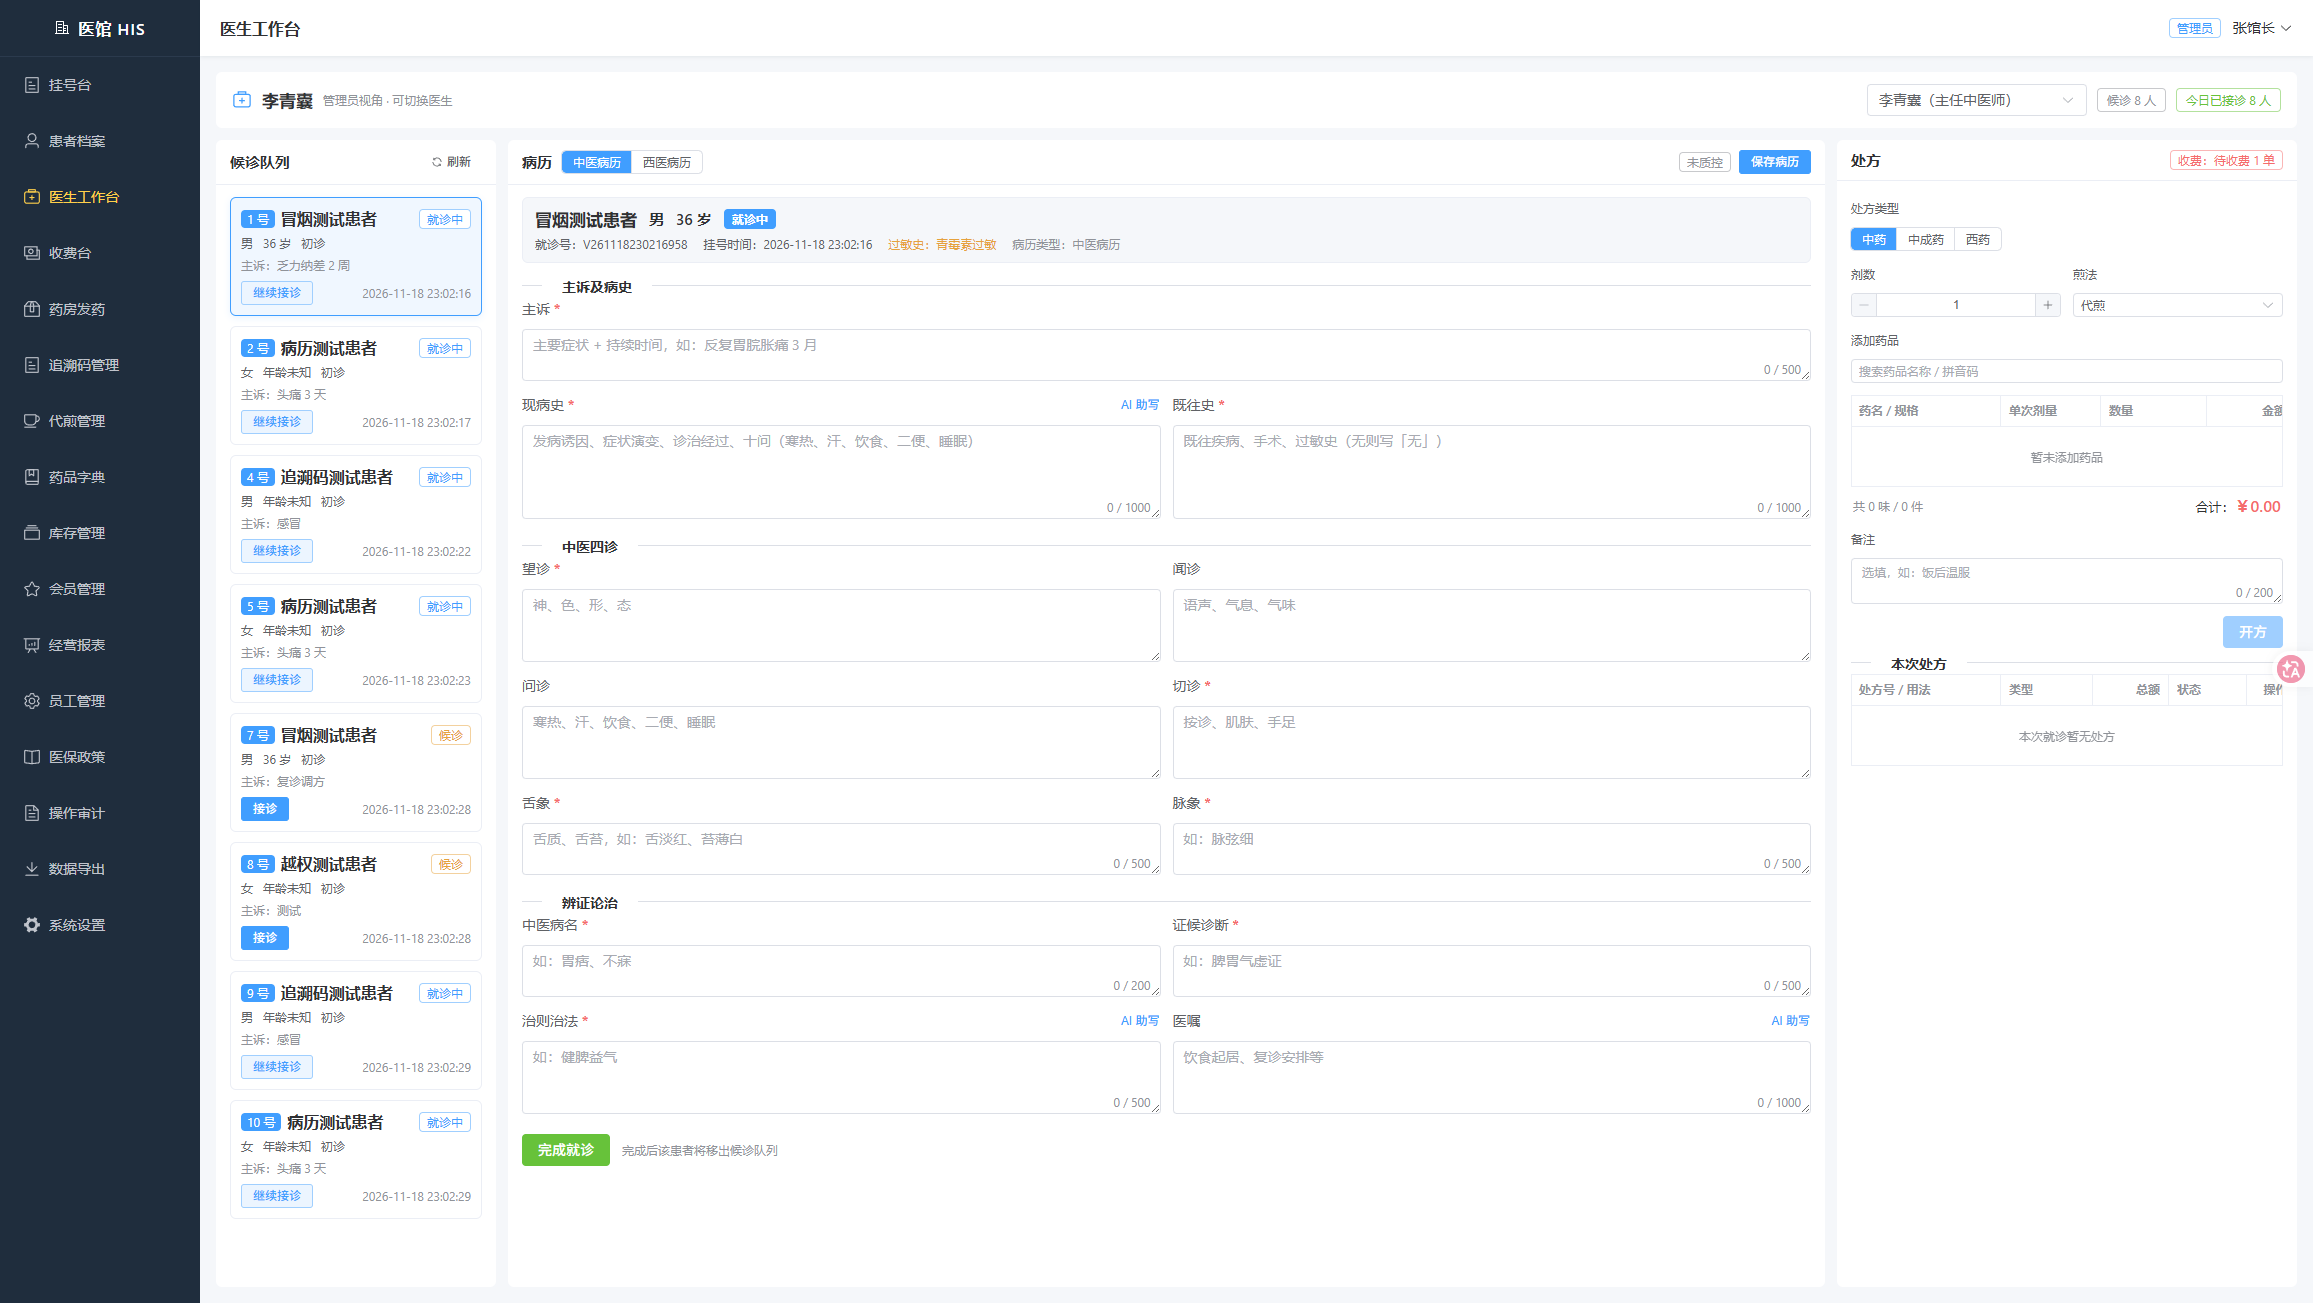 医馆 HIS
挂号台
患者档案
医生工作台
收费台
药房发药
追溯码管理
代煎管理
药品字典
库存管理
会员管理
经营报表
员工管理
医保政策
操作审计
数据导出
系统设置
医生工作台
管理员 张馆长
李青囊 管理员视角 · 可切换医生
李青囊（主任中医师） 候诊 8 人 今日已接诊 8 人
候诊队列 刷新
1 号 冒烟测试患者 就诊中
男 36 岁 初诊
主诉：乏力纳差 2 周
继续接诊 2026-11-18 23:02:16
2 号 病历测试患者 就诊中
女 年龄未知 初诊
主诉：头痛 3 天
继续接诊 2026-11-18 23:02:17
4 号 追溯码测试患者 就诊中
男 年龄未知 初诊
主诉：感冒
继续接诊 2026-11-18 23:02:22
5 号 病历测试患者 就诊中
女 年龄未知 初诊
主诉：头痛 3 天
继续接诊 2026-11-18 23:02:23
7 号 冒烟测试患者 候诊
男 36 岁 初诊
主诉：复诊调方
接诊 2026-11-18 23:02:28
8 号 越权测试患者 候诊
女 年龄未知 初诊
主诉：测试
接诊 2026-11-18 23:02:28
9 号 追溯码测试患者 就诊中
男 年龄未知 初诊
主诉：感冒
继续接诊 2026-11-18 23:02:29
10 号 病历测试患者 就诊中
女 年龄未知 初诊
主诉：头痛 3 天
继续接诊 2026-11-18 23:02:29
病历 中医病历 西医病历 未质控 保存病历
冒烟测试患者 男 36 岁 就诊中
就诊号：V261118230216958 挂号时间：2026-11-18 23:02:16 过敏史：青霉素过敏 病历类型：中医病历
主诉及病史
主诉 *
主要症状 + 持续时间，如：反复胃脘胀痛 3 月
0 / 500
现病史 * AI 助写 既往史 *
发病诱因、症状演变、诊治经过、十问（寒热、汗、饮食、二便、睡眠） 既往疾病、手术、过敏史（无则写「无」）
0 / 1000 0 / 1000
中医四诊
望诊 * 闻诊
神、色、形、态 语声、气息、气味
问诊 切诊 *
寒热、汗、饮食、二便、睡眠 按诊、肌肤、手足
舌象 * 脉象 *
舌质、舌苔，如：舌淡红、苔薄白 如：脉弦细
0 / 500 0 / 500
辨证论治
中医病名 * 证候诊断 *
如：胃痞、不寐 如：脾胃气虚证
0 / 200 0 / 500
治则治法 * AI 助写 医嘱 AI 助写
如：健脾益气 饮食起居、复诊安排等
0 / 500 0 / 1000
完成就诊 完成后该患者将移出候诊队列
处方 收费：待收费 1 单
处方类型
中药 中成药 西药
剂数 煎法
1 代煎
添加药品
搜索药品名称 / 拼音码
药名 / 规格 单次剂量 数量 金额
暂未添加药品
共 0 味 / 0 件 合计：¥0.00
备注
选填，如：饭后温服
0 / 200
开方
本次处方
处方号 / 用法 类型 总额 状态 操作
本次就诊暂无处方